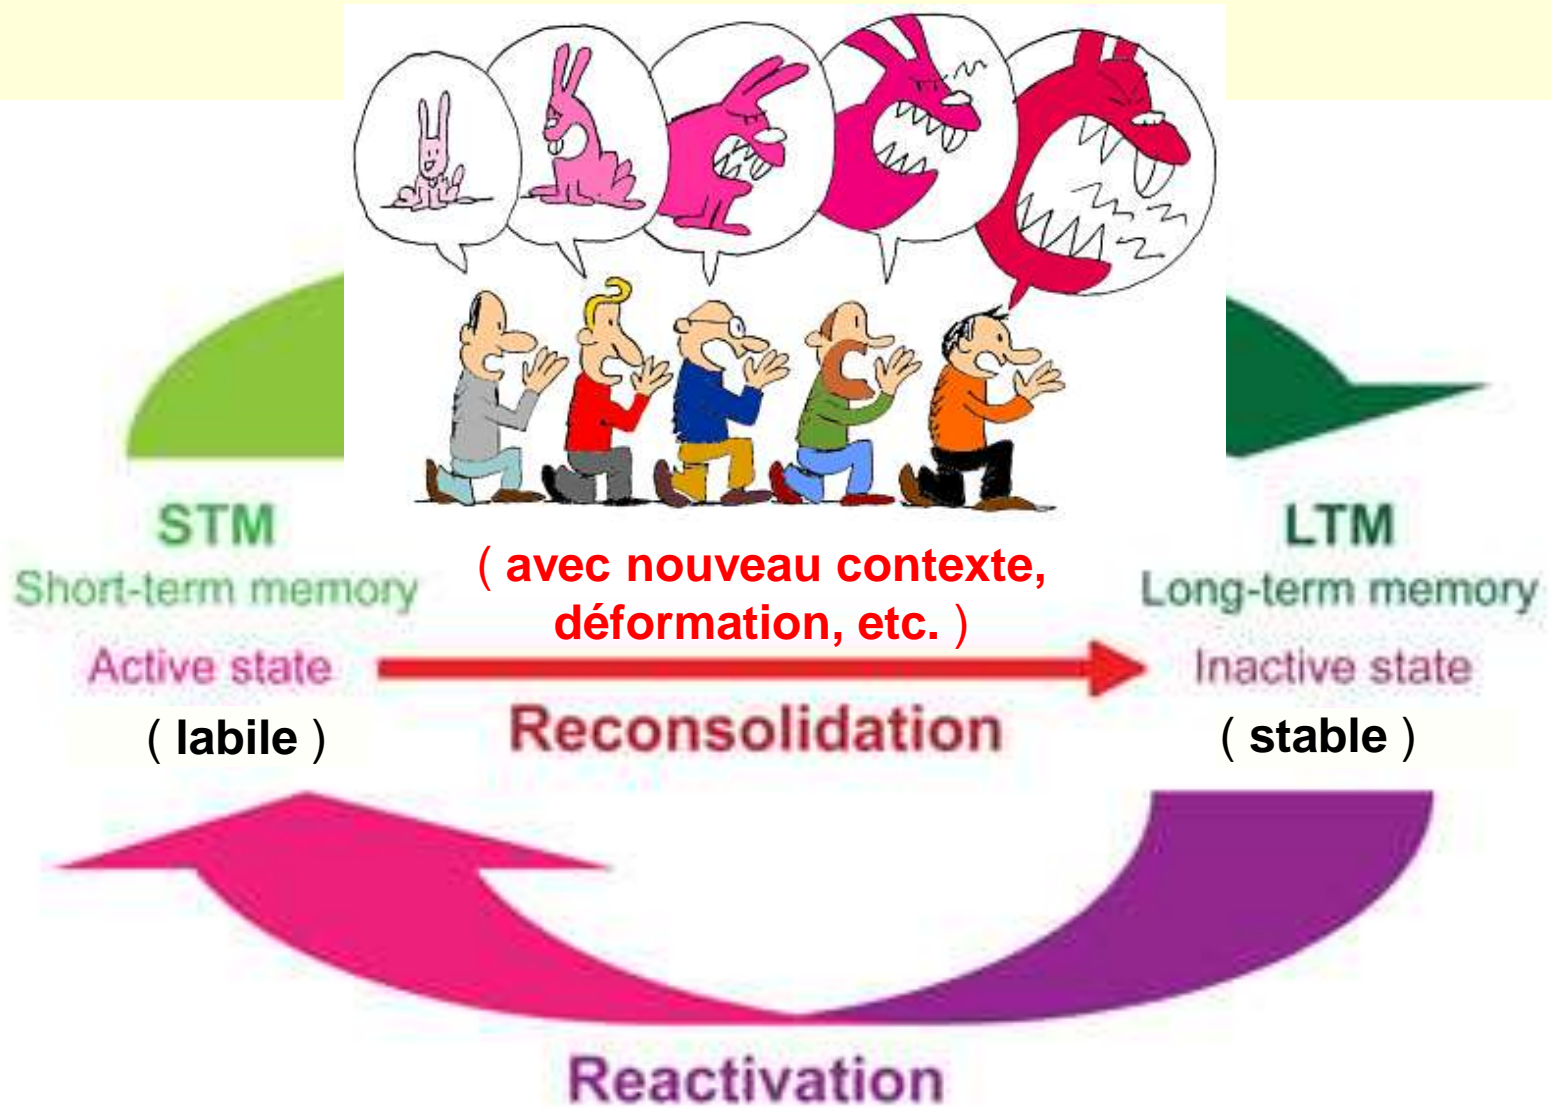 STM
Short-term memory
Active state
( labile )
( avec nouveau contexte,
déformation, etc. )
Reconsolidation
LTM
Long-term memory
Inactive state
( stable )
Reactivation